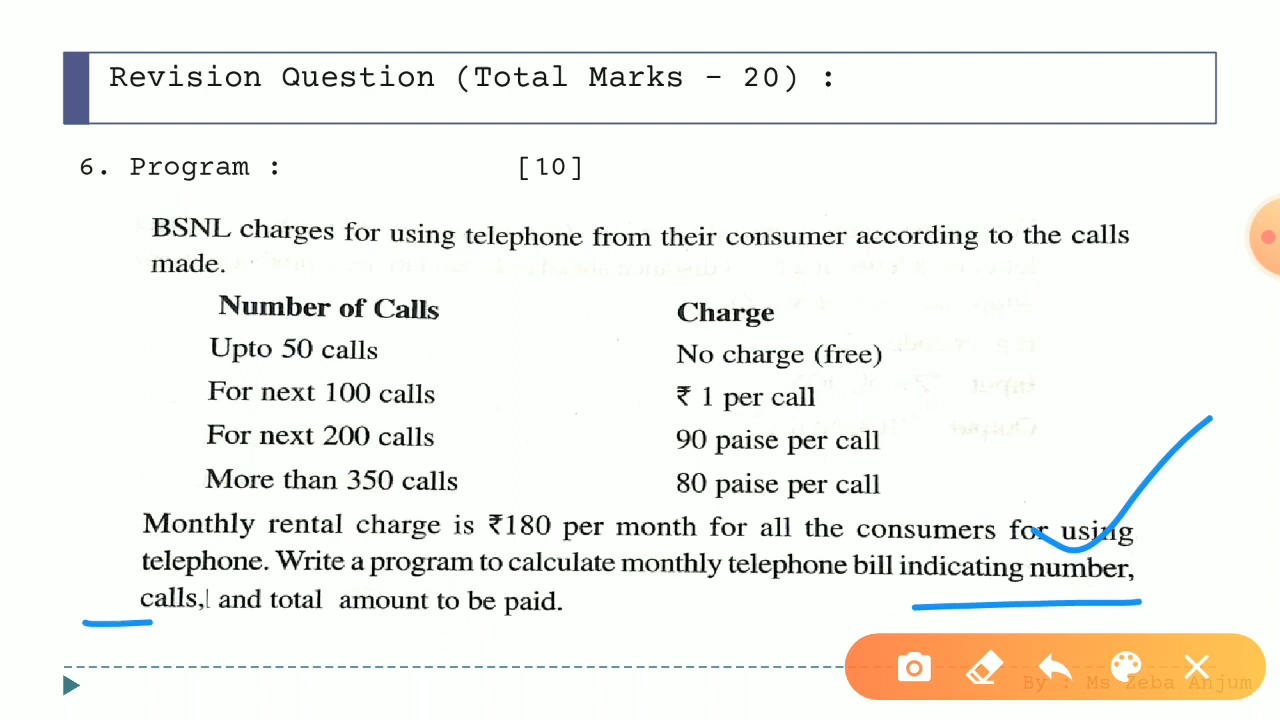 Revision Question (Total Marks - 20) :
6. Program : [10]
BSNL charges for using telephone from their consumer according to the calls
made.
Number of Calls Charge
Upto 50 calls No charge (free)
For next 100 calls ₹ 1 per call
For next 200 calls 90 paise per call
More than 350 calls 80 paise per call
Monthly rental charge is ₹180 per month for all the consumers for using
telephone. Write a program to calculate monthly telephone bill indicating number,
calls, and total amount to be paid.
By : Ms Zeba Anjum